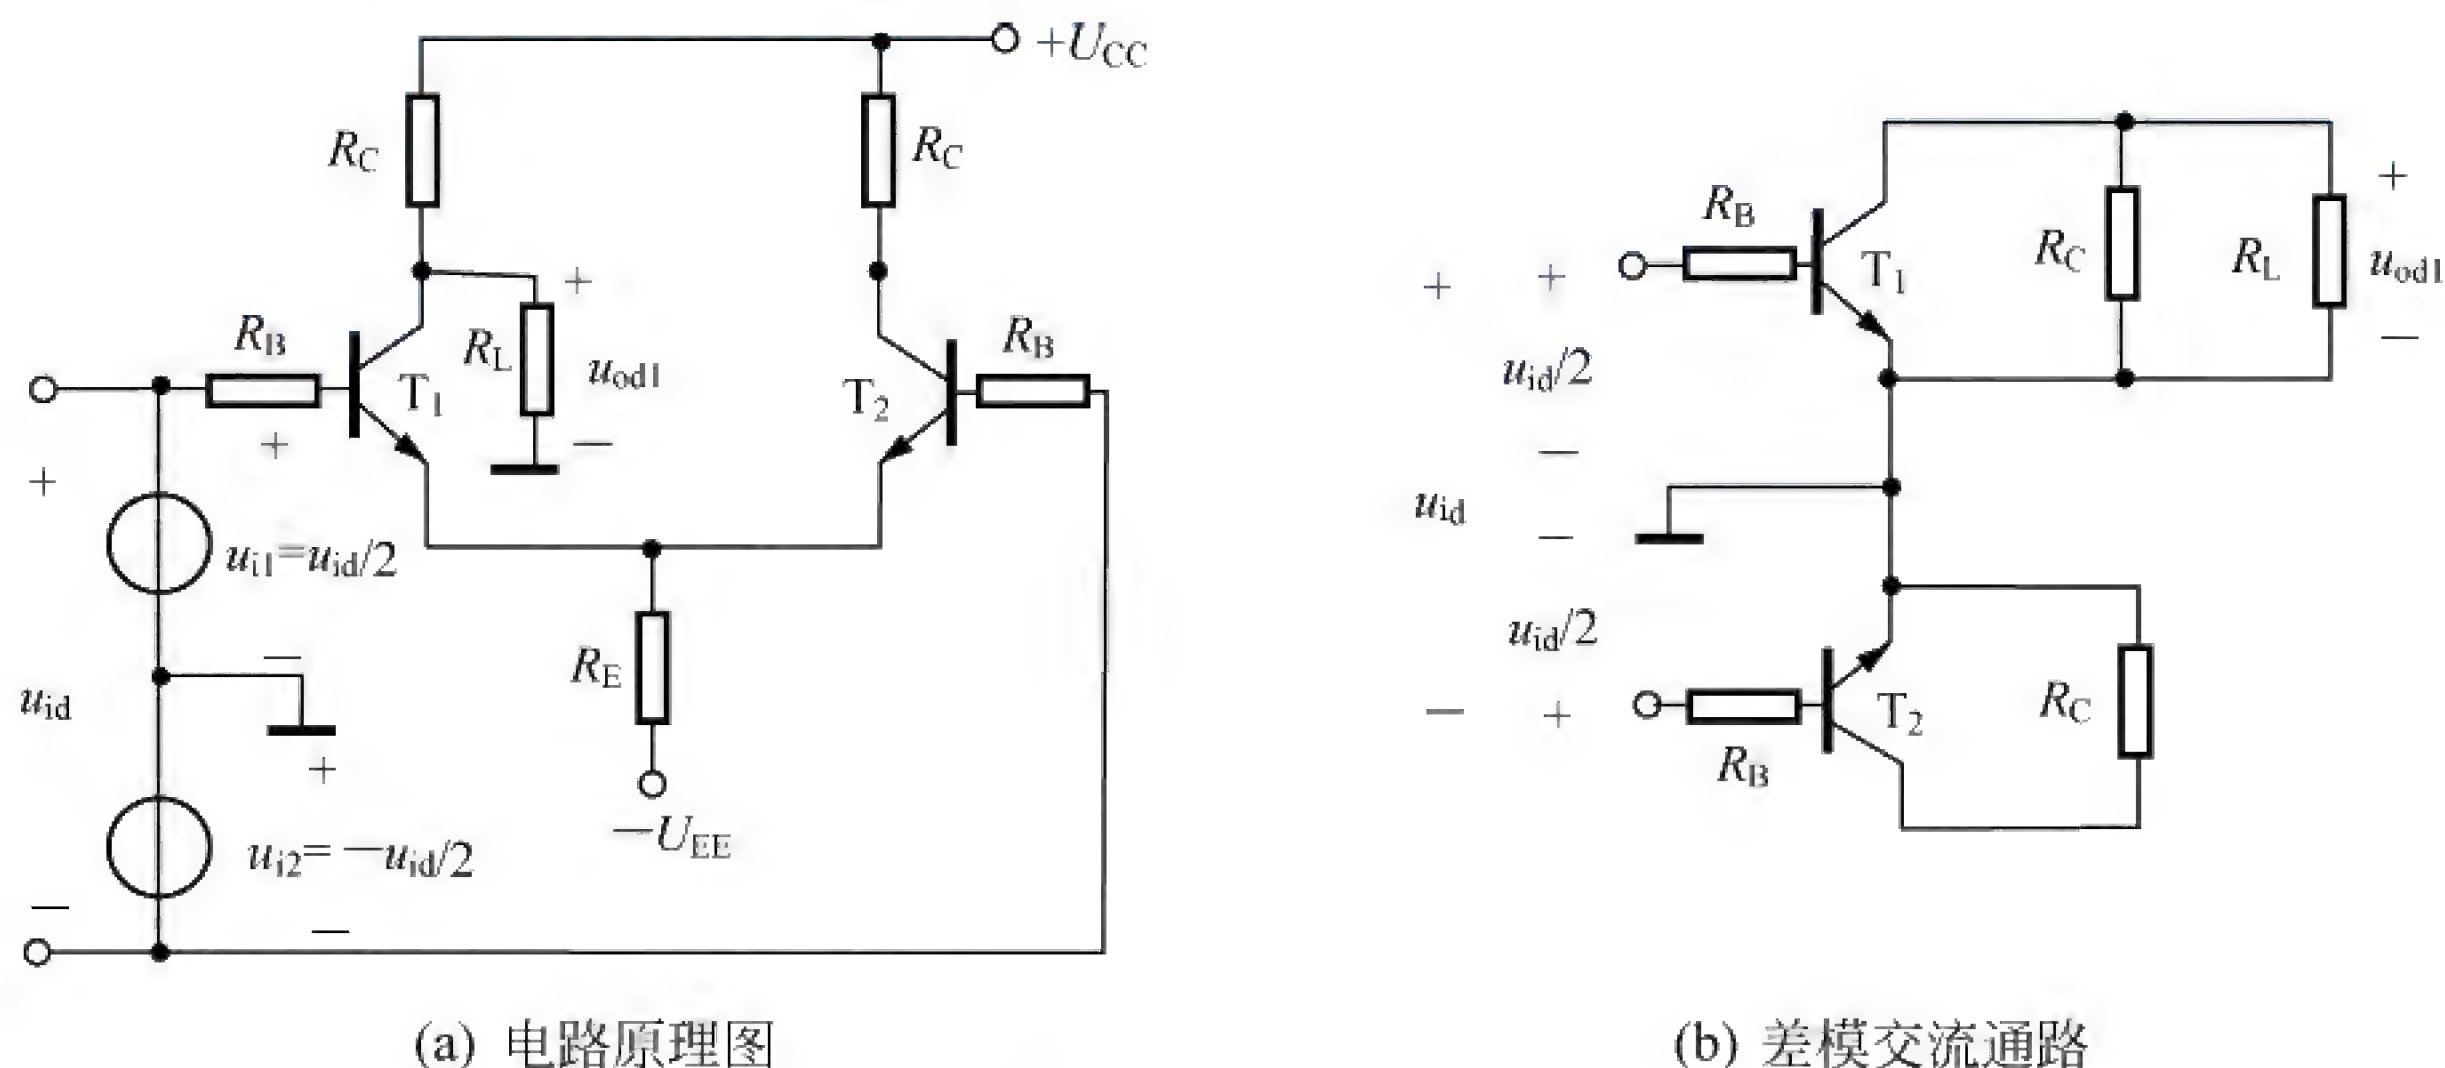 +U_CC
R_C
R_C
+
R_B
R_L
u_od1
R_B
T_1
T_2
+
−
+
u_i1=u_id/2
−
R_E
u_id
+
−U_EE
u_i2= −u_id/2
−
−
(a) 电路原理图
+
R_B
R_C
R_L
u_od1
T_1
+
+
−
u_id/2
−
u_id
−
u_id/2
R_C
T_2
−
+
R_B
(b) 差模交流通路